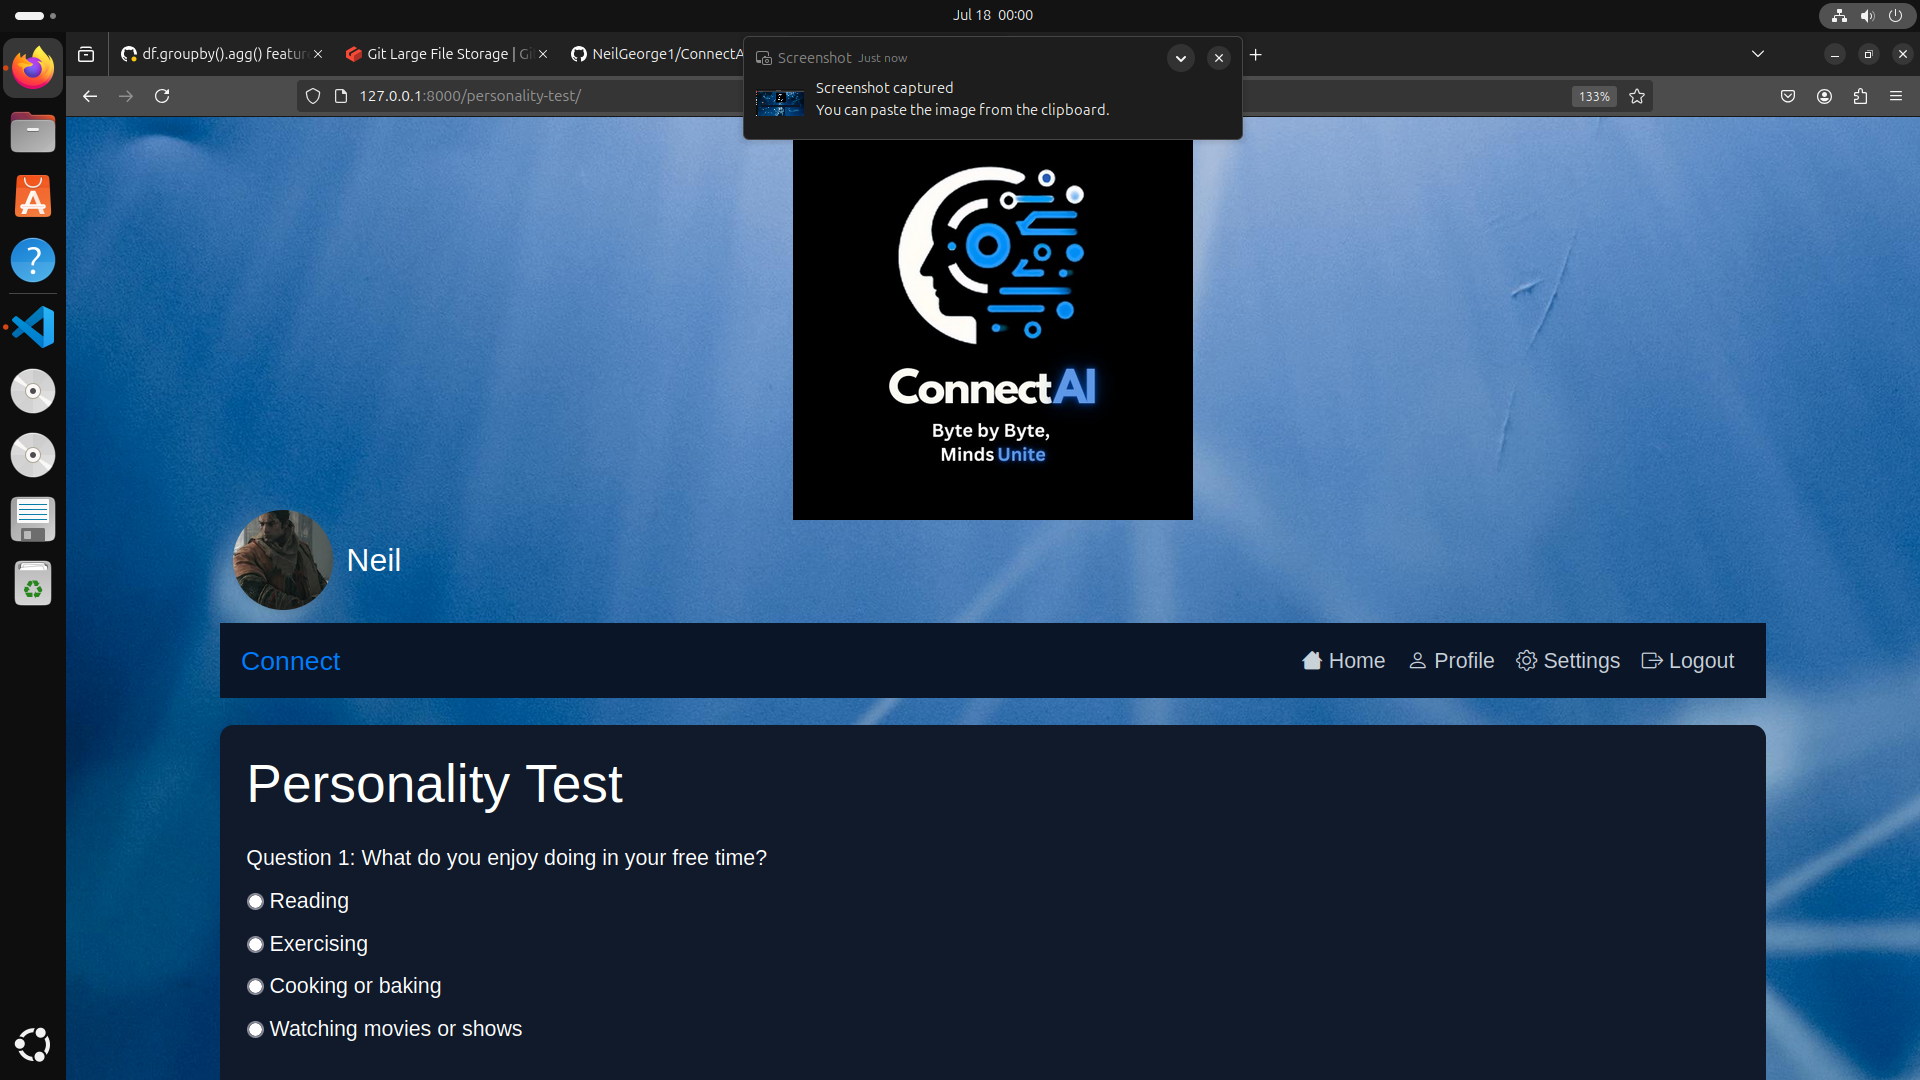 Jul 18 00:00
df.groupby().agg() featur
Git Large File Storage | Gi
NeilGeorge1/ConnectA
Screenshot Just now
Screenshot captured
You can paste the image from the clipboard.
127.0.0.1:8000/personality-test/
133%
ConnectAI
Byte by Byte,
Minds Unite
Neil
Connect
Home
Profile
Settings
Logout
Personality Test
Question 1: What do you enjoy doing in your free time?
Reading
Exercising
Cooking or baking
Watching movies or shows